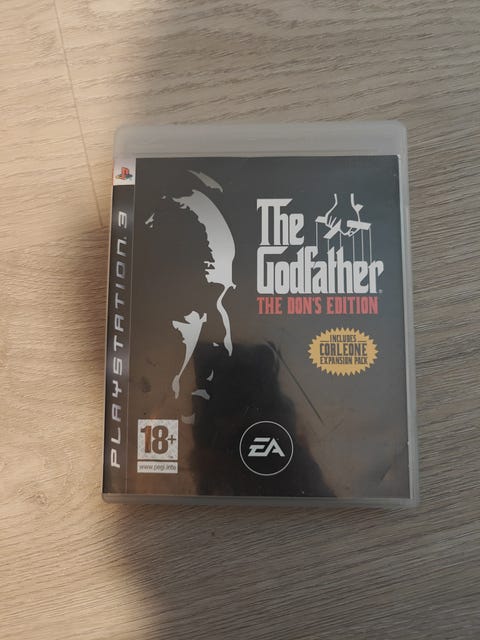 PLAYSTATION 3
The
Godfather
THE DON'S EDITION
INCLUDES
CORLEONE
EXPANSION PACK
18+
www.pegi.info
EA